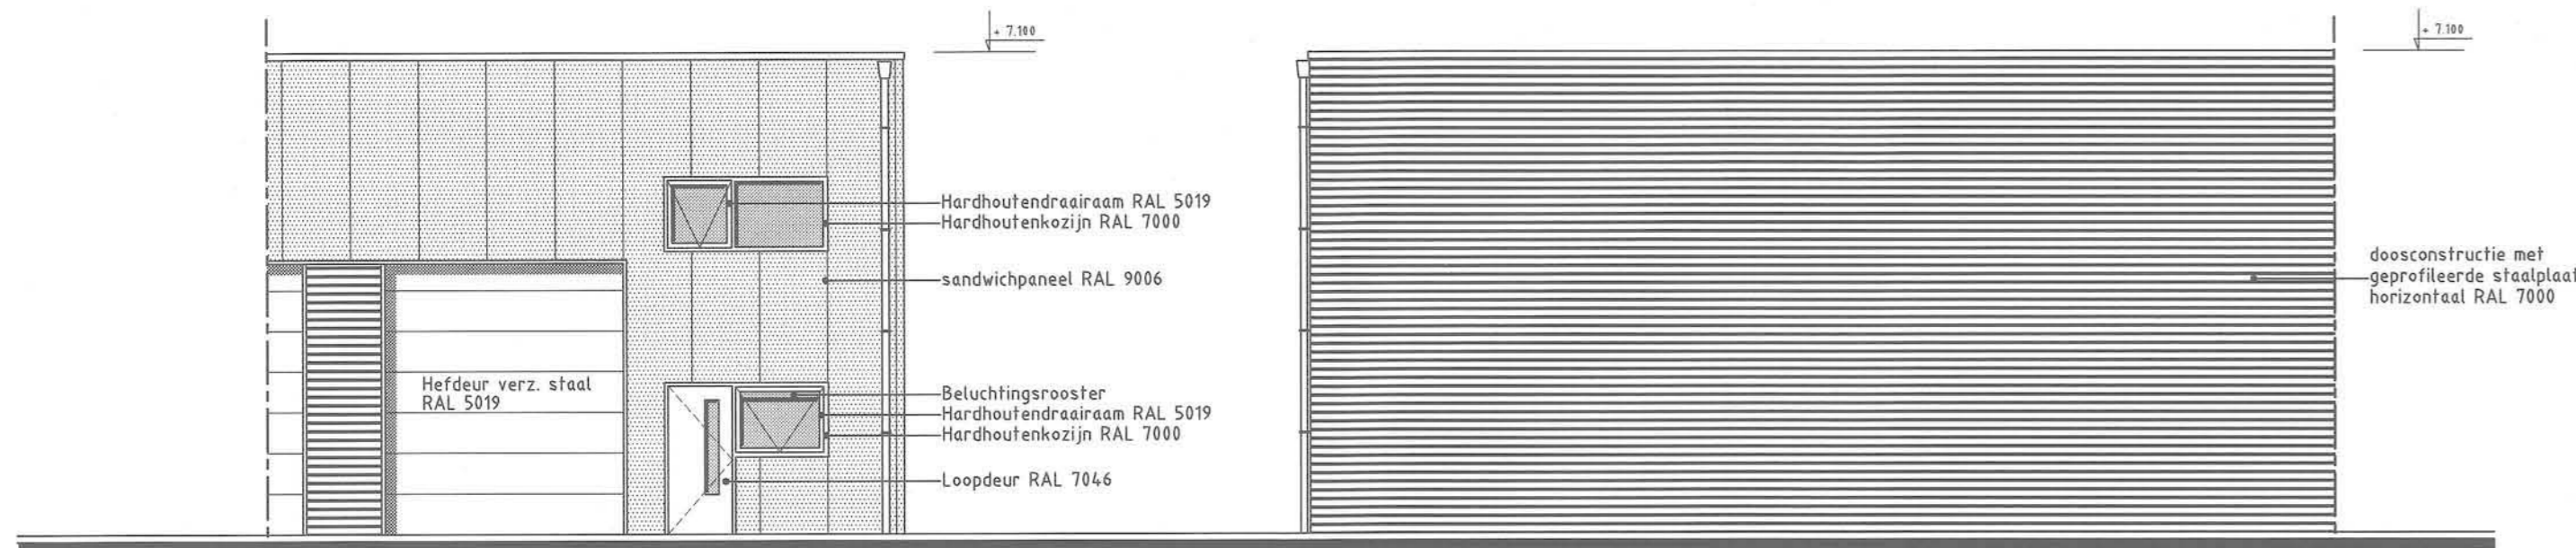 + 7.100
+ 7.100
Hardhoutendraairaam RAL 5019
Hardhoutenkozijn RAL 7000
sandwichpaneel RAL 9006
doosconstructie met
geprofileerde staalplaat
horizontaal RAL 7000
Hefdeur verz. staal
RAL 5019
Beluchtingsrooster
Hardhoutendraairaam RAL 5019
Hardhoutenkozijn RAL 7000
Loopdeur RAL 7046